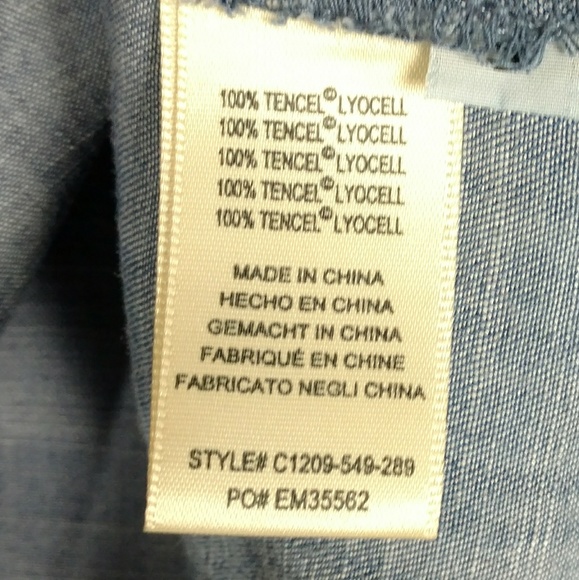 100% TENCEL© LYOCELL
100% TENCEL© LYOCELL
100% TENCEL© LYOCELL
100% TENCEL© LYOCELL
100% TENCEL© LYOCELL
MADE IN CHINA
HECHO EN CHINA
GEMACHT IN CHINA
FABRIQUÉ EN CHINE
FABRICATO NEGLI CHINA
STYLE# C1209-549-289
PO# EM35562